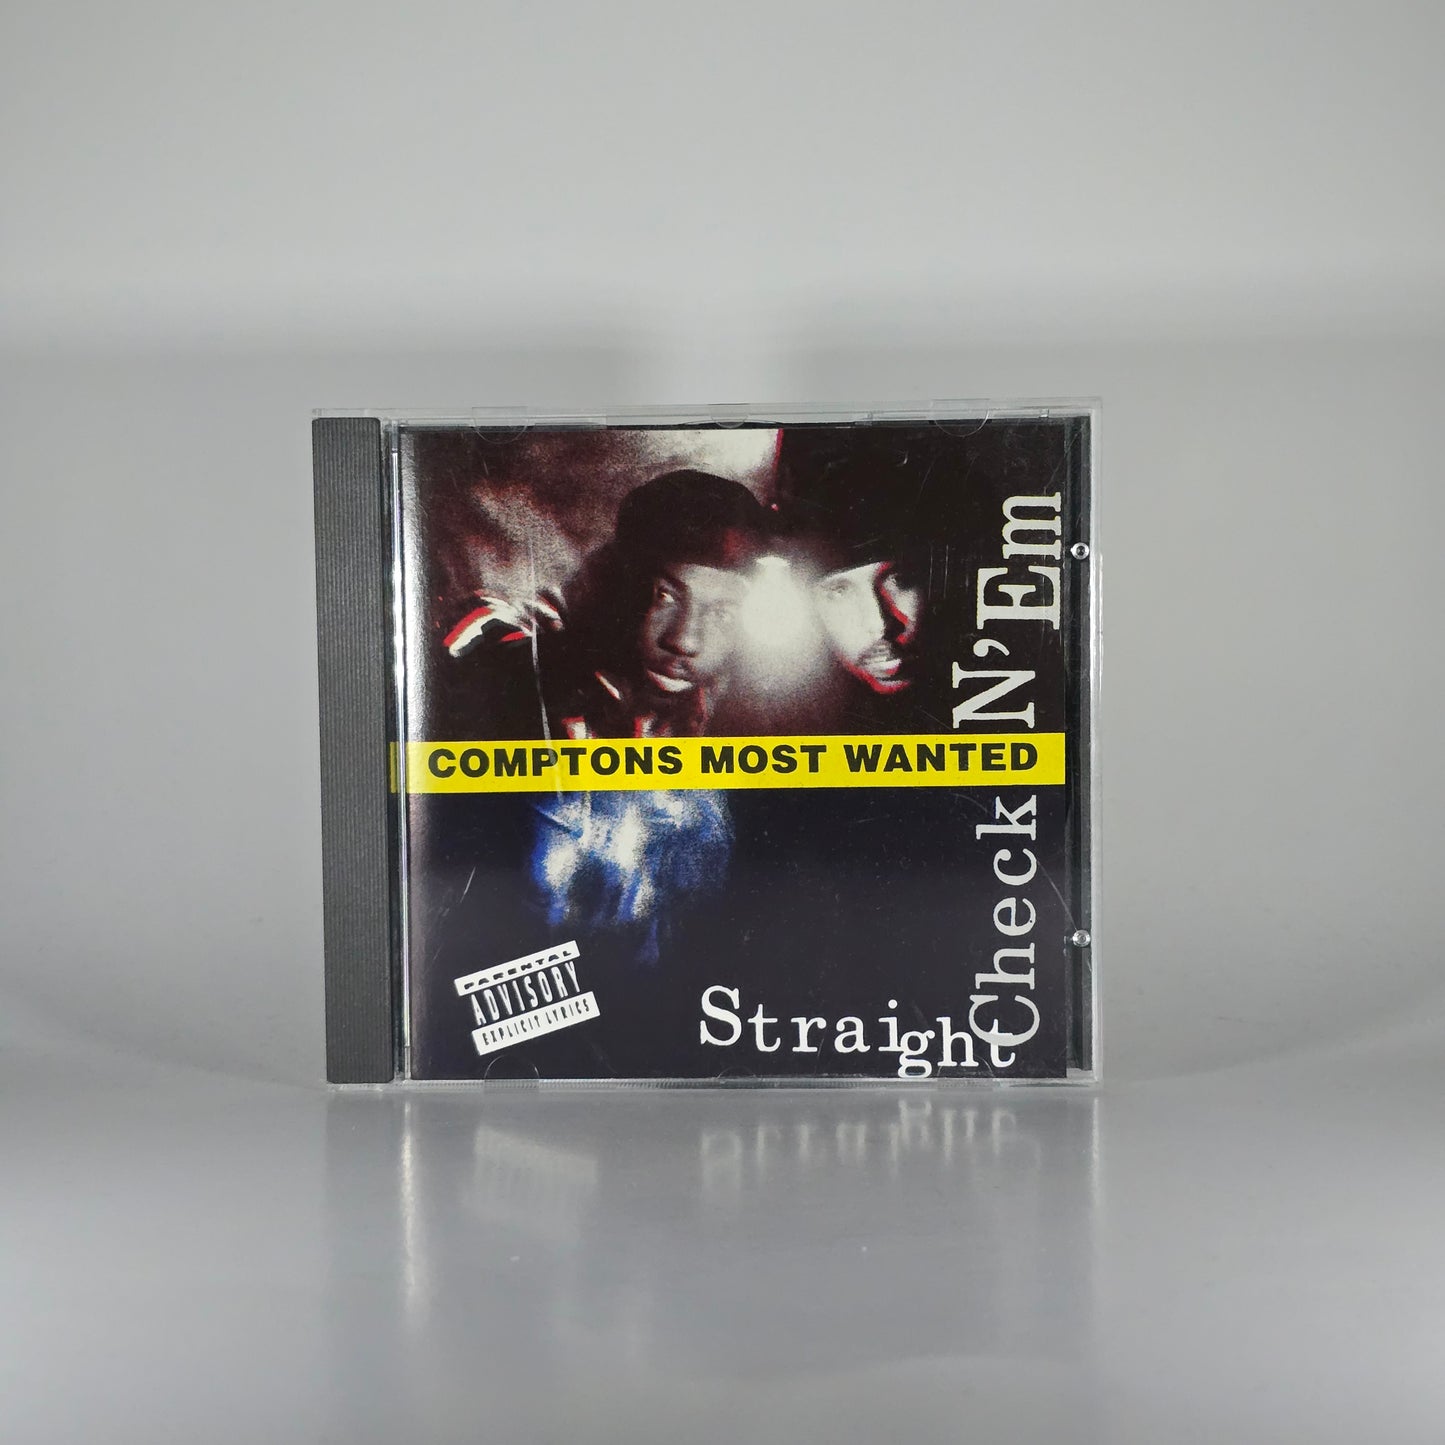 COMPTONS MOST WANTED
Straight
Check
N'Em
PARENTAL
ADVISORY
EXPLICIT LYRICS